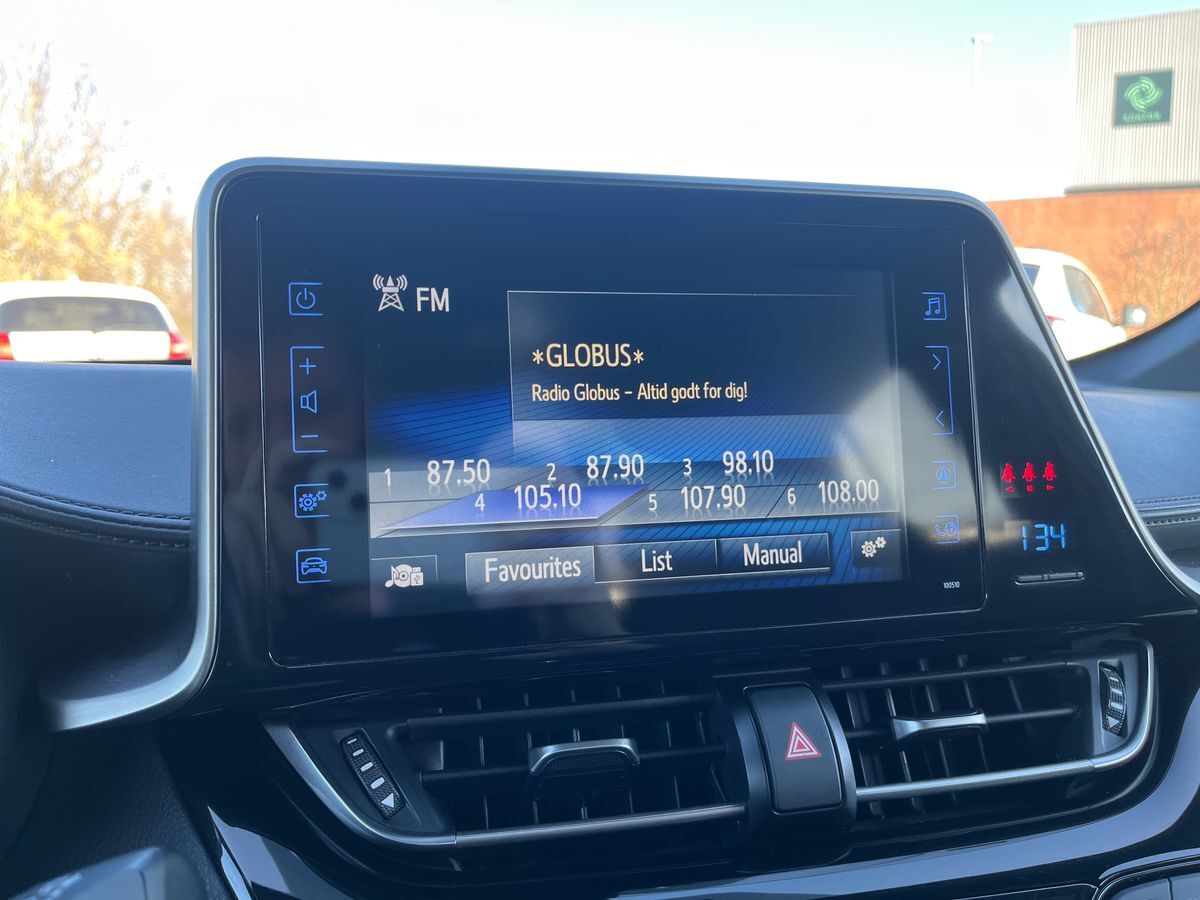 FM
*GLOBUS*
Radio Globus - Altid godt for dig!
1 87.50 2 87.90 3 98.10
4 105.10 5 107.90 6 108.00
Favourites List Manual
100510
134